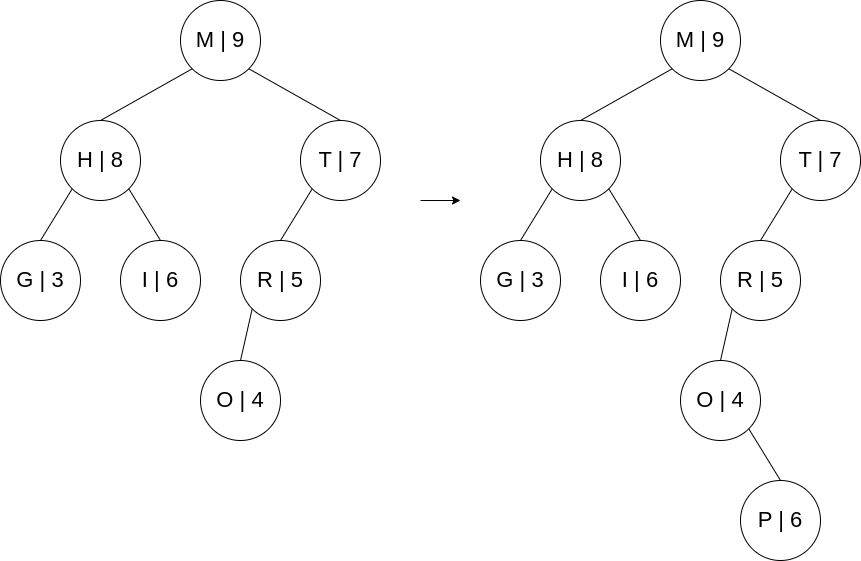 M | 9
H | 8
T | 7
G | 3
I | 6
R | 5
O | 4
M | 9
H | 8
T | 7
G | 3
I | 6
R | 5
O | 4
P | 6